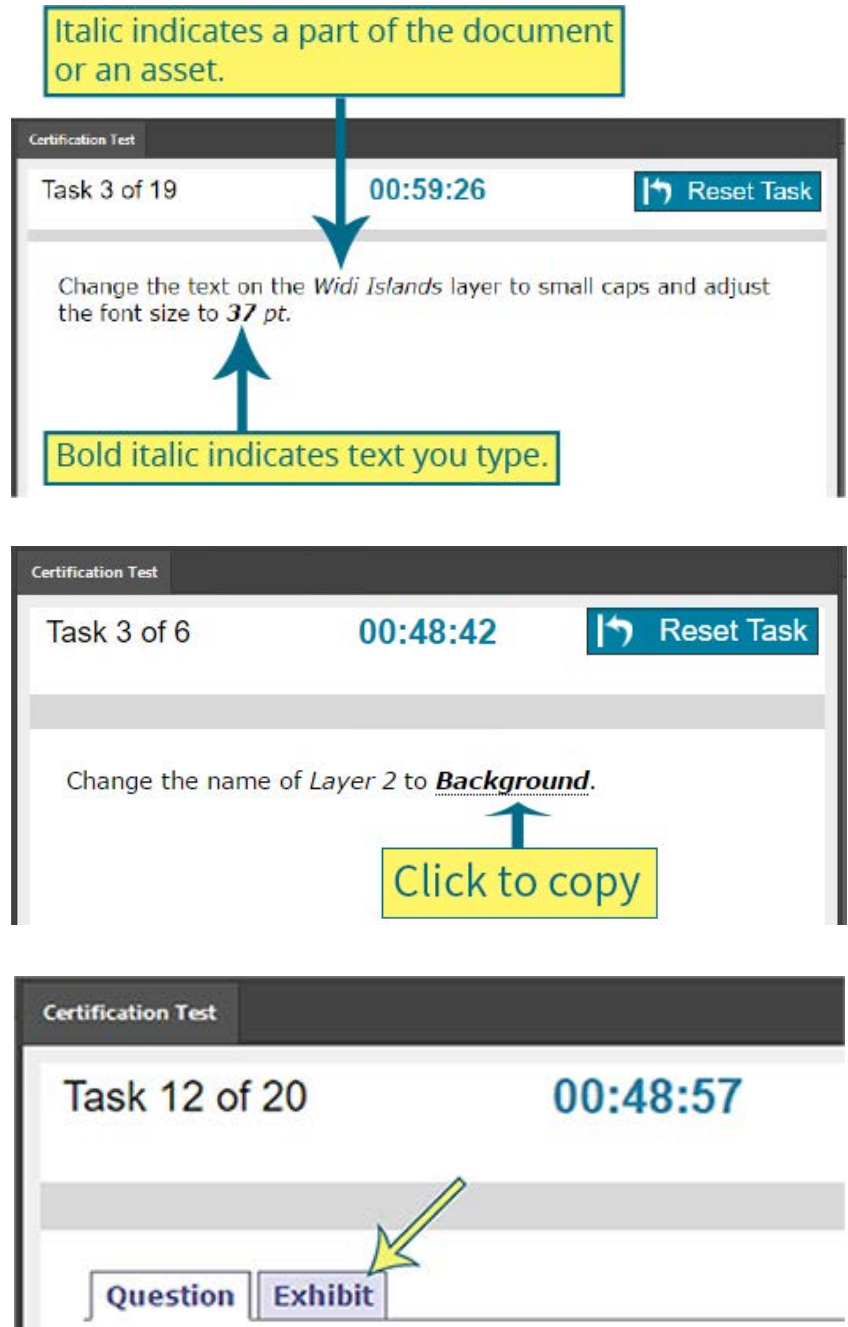 Italic indicates a part of the document
or an asset.
Certification Test
Task 3 of 19 00:59:26 Reset Task
Change the text on the Widi Islands layer to small caps and adjust
the font size to 37 pt.
Bold italic indicates text you type.
Certification Test
Task 3 of 6 00:48:42 Reset Task
Change the name of Layer 2 to Background.
Click to copy
Certification Test
Task 12 of 20 00:48:57
Question Exhibit